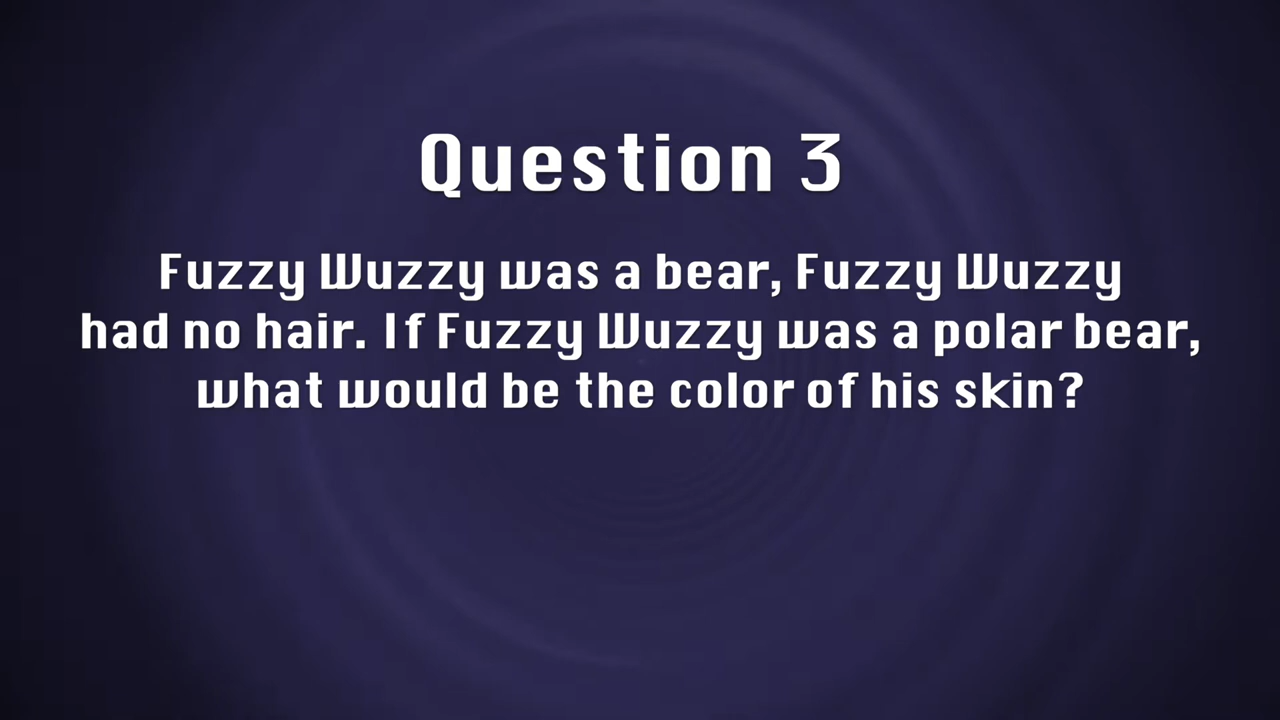 Question 3
Fuzzy Wuzzy was a bear, Fuzzy Wuzzy
had no hair. If Fuzzy Wuzzy was a polar bear,
what would be the color of his skin?